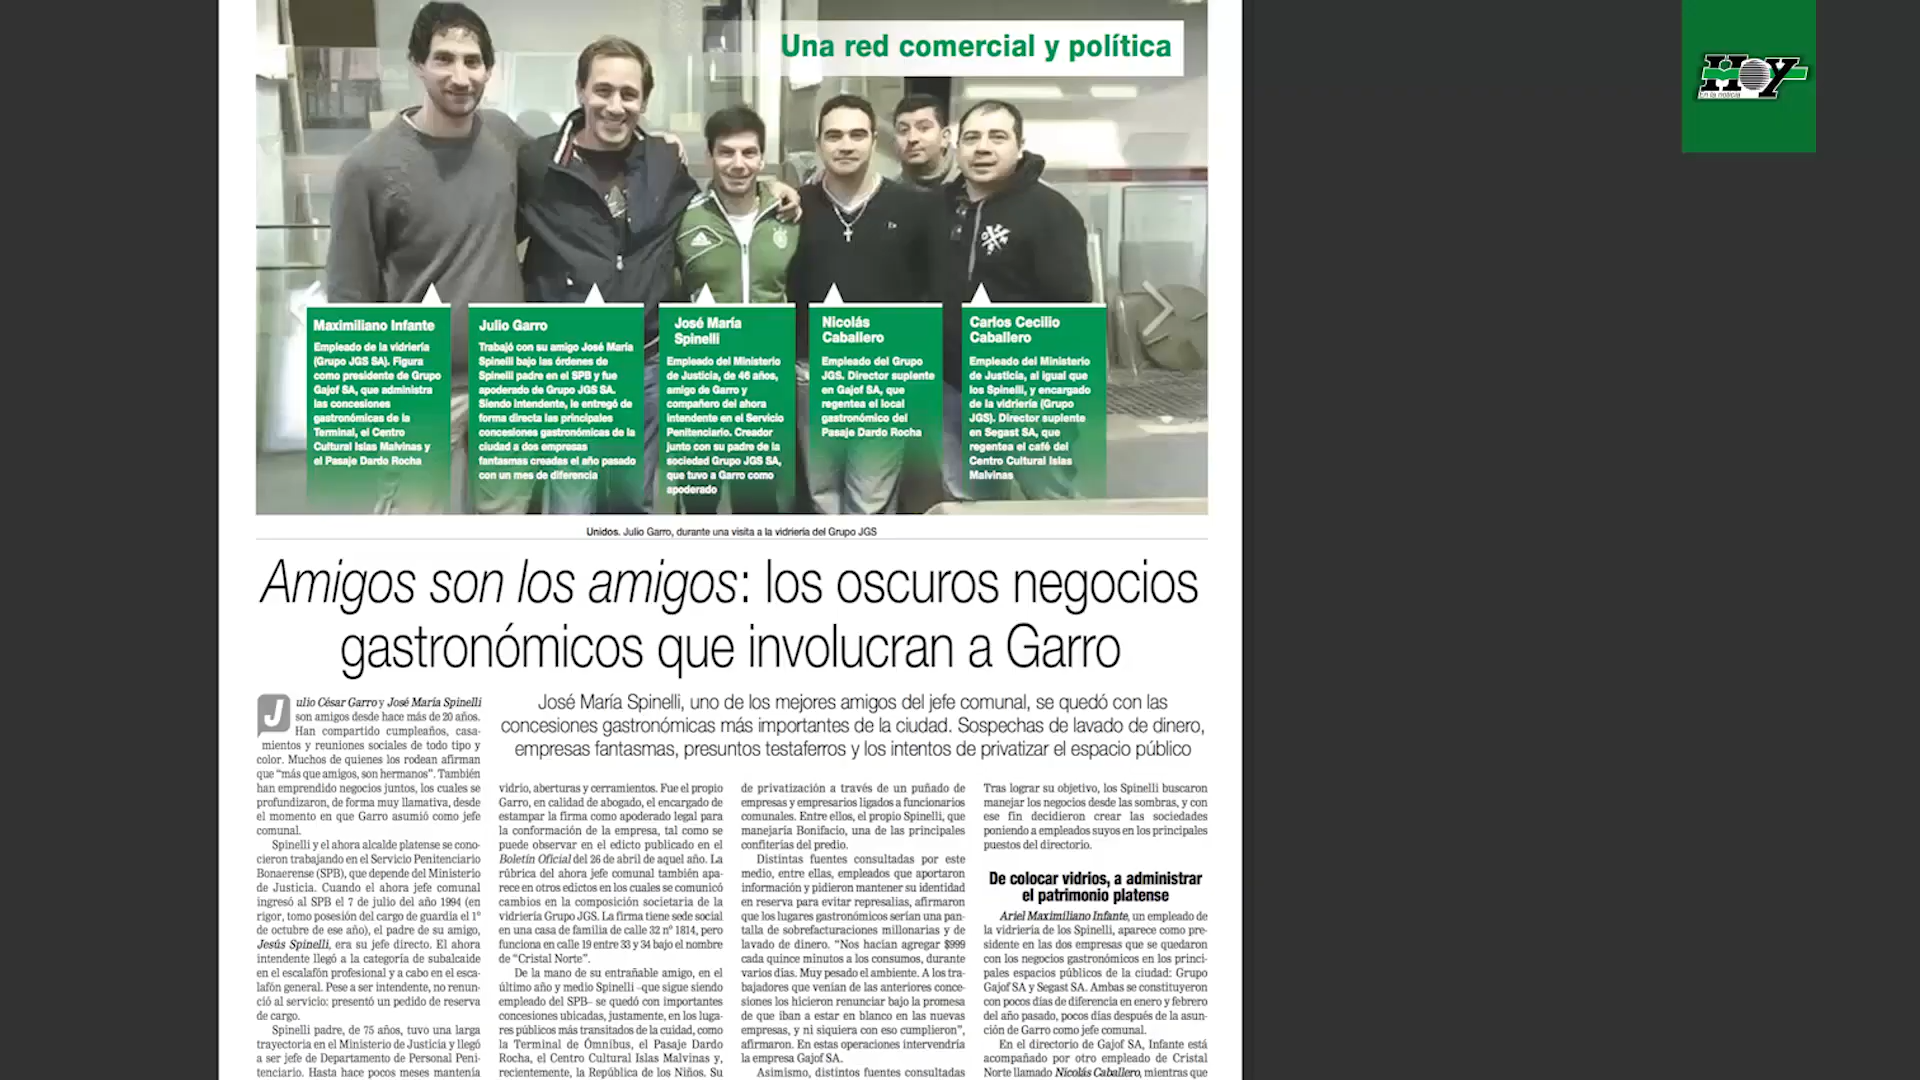 Una red comercial y política
HOY
En la noticia
Maximiliano Infante
Empleado de la vidriería
(Grupo JGS SA). Figura
como presidente de Grupo
Gajof SA, que administra
las concesiones
gastronómicas de la
Terminal, el Centro
Cultural Islas Malvinas y
el Pasaje Dardo Rocha
Julio Garro
Trabajó con su amigo José María
Spinelli bajo las órdenes de
Spinelli padre en el SPB y fue
apoderado de Grupo JGS SA.
Siendo intendente, le entregó de
forma directa las principales
concesiones gastronómicas de la
ciudad a dos empresas
fantasmas creadas el año pasado
con un mes de diferencia
José María
Spinelli
Empleado del Ministerio
de Justicia, de 46 años,
amigo de Garro y
compañero del ahora
intendente en el Servicio
Penitenciario. Creador
junto con su padre de la
sociedad Grupo JGS SA,
que tuvo a Garro como
apoderado
Nicolás
Caballero
Empleado del Grupo
JGS. Director suplente
en Gajof SA, que
regentea el local
gastronómico del
Pasaje Dardo Rocha
Carlos Cecilio
Caballero
Empleado del Ministerio
de Justicia, al igual que
los Spinelli, y encargado
de la vidriería (Grupo
JGS). Director suplente
en Segast SA, que
regentea el café del
Centro Cultural Islas
Malvinas
Unidos. Julio Garro, durante una visita a la vidriería del Grupo JGS
Amigos son los amigos: los oscuros negocios
gastronómicos que involucran a Garro
José María Spinelli, uno de los mejores amigos del jefe comunal, se quedó con las
concesiones gastronómicas más importantes de la ciudad. Sospechas de lavado de dinero,
empresas fantasmas, presuntos testaferros y los intentos de privatizar el espacio público
Julio César Garro y José María Spinelli
son amigos desde hace más de 20 años.
Han compartido cumpleaños, casa-
mientos y reuniones sociales de todo tipo y
color. Muchos de quienes los rodean afirman
que “más que amigos, son hermanos”. También
han emprendido negocios juntos, los cuales se
profundizaron, de forma muy llamativa, desde
el momento en que Garro asumió como jefe
comunal.
Spinelli y el ahora alcalde platense se cono-
cieron trabajando en el Servicio Penitenciario
Bonaerense (SPB), que depende del Ministerio
de Justicia. Cuando el ahora jefe comunal
ingresó al SPB el 7 de julio del año 1994 (en
rigor, tomo posesión del cargo de guardia el 1º
de octubre de ese año), el padre de su amigo,
Jesús Spinelli, era su jefe directo. El ahora
intendente llegó a la categoría de subalcaide
en el escalafón profesional y a cabo en el esca-
lafón general. Pese a ser intendente, no renun-
ció al servicio: presentó un pedido de reserva
de cargo.
Spinelli padre, de 75 años, tuvo una larga
trayectoria en el Ministerio de Justicia y llegó
a ser jefe de Departamento de Personal Peni-
tenciario. Hasta hace pocos meses mantenía
vidrio, aberturas y cerramientos. Fue el propio
Garro, en calidad de abogado, el encargado de
estampar la firma como apoderado legal para
la conformación de la empresa, tal como se
puede observar en el edicto publicado en el
Boletín Oficial del 26 de abril de aquel año. La
rúbrica del ahora jefe comunal también apa-
rece en otros edictos en los cuales se comunicó
cambios en la composición societaria de la
vidriería Grupo JGS. La firma tiene sede social
en una casa de familia de calle 32 nº 1814, pero
funciona en calle 19 entre 33 y 34 bajo el nombre
de “Cristal Norte”.
De la mano de su entrañable amigo, en el
último año y medio Spinelli -que sigue siendo
empleado del SPB- se quedó con importantes
concesiones ubicadas, justamente, en los luga-
res públicos más transitados de la cuidad, como
la Terminal de Ómnibus, el Pasaje Dardo
Rocha, el Centro Cultural Islas Malvinas y,
recientemente, la República de los Niños. Su
de privatización a través de un puñado de
empresas y empresarios ligados a funcionarios
comunales. Entre ellos, el propio Spinelli, que
manejaría Bonifacio, una de las principales
confiterías del predio.
Distintas fuentes consultadas por este
medio, entre ellas, empleados que aportaron
información y pidieron mantener su identidad
en reserva para evitar represalias, afirmaron
que los lugares gastronómicos serían una pan-
talla de sobrefacturaciones millonarias y de
lavado de dinero. “Nos hacían agregar $999
cada quince minutos a los consumos, durante
varios días. Muy pesado el ambiente. A los tra-
bajadores que venían de las anteriores conce-
siones los hicieron renunciar bajo la promesa
de que iban a estar en blanco en las nuevas
empresas, y ni siquiera con eso cumplieron”,
afirmaron. En estas operaciones intervendría
la empresa Gajof SA.
Asimismo, distintos fuentes consultadas
Tras lograr su objetivo, los Spinelli buscaron
manejar los negocios desde las sombras, y con
ese fin decidieron crear las sociedades
poniendo a empleados suyos en los principales
puestos del directorio.
De colocar vidrios, a administrar
el patrimonio platense
Ariel Maximiliano Infante, un empleado de
la vidriería de los Spinelli, aparece como pre-
sidente en las dos empresas que se quedaron
con los negocios gastronómicos en los princi-
pales espacios públicos de la ciudad: Grupo
Gajof SA y Segast SA. Ambas se constituyeron
con pocos días de diferencia en enero y febrero
del año pasado, pocos días después de la asun-
ción de Garro como jefe comunal.
En el directorio de Gajof SA, Infante está
acompañado por otro empleado de Cristal
Norte llamado Nicolás Caballero, mientras que